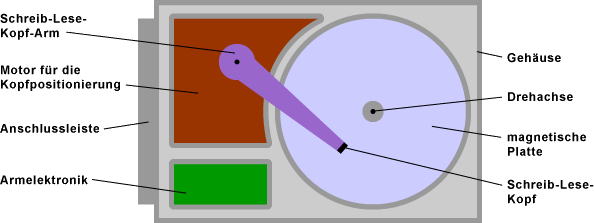 Schreib-Lese-
Kopf-Arm
Motor für die
Kopfpositionierung
Anschlussleiste
Armelektronik
Gehäuse
Drehachse
magnetische
Platte
Schreib-Lese-
Kopf